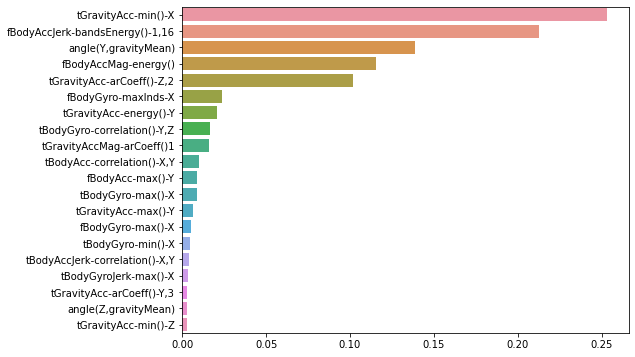 tGravityAcc-min()-X
fBodyAccJerk-bandsEnergy()-1,16
angle(Y,gravityMean)
fBodyAccMag-energy()
tGravityAcc-arCoeff()-Z,2
fBodyGyro-maxInds-X
tGravityAcc-energy()-Y
tBodyGyro-correlation()-Y,Z
tGravityAccMag-arCoeff()1
tBodyAcc-correlation()-X,Y
fBodyAcc-max()-Y
tBodyGyro-max()-X
tGravityAcc-max()-Y
fBodyGyro-max()-X
tBodyGyro-min()-X
tBodyAccJerk-correlation()-X,Y
tBodyGyroJerk-max()-X
tGravityAcc-arCoeff()-Y,3
angle(Z,gravityMean)
tGravityAcc-min()-Z
0.00 0.05 0.10 0.15 0.20 0.25